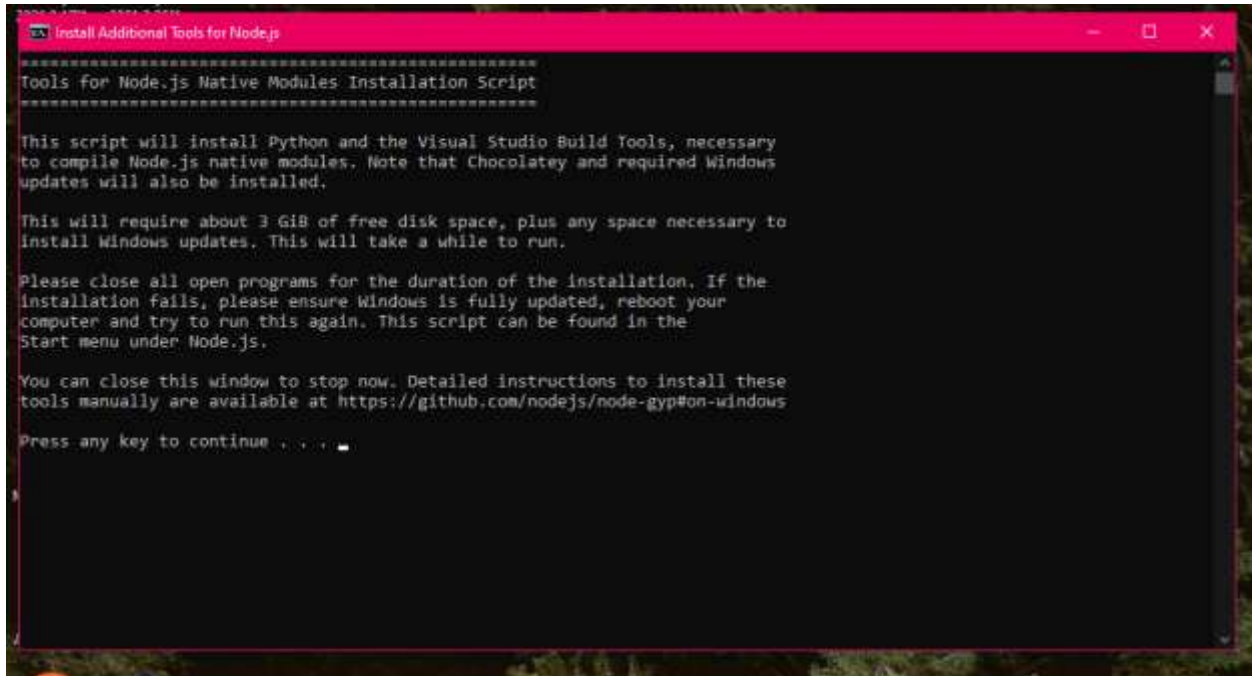 Install Additional Tools for Node.js
====================================================
Tools for Node.js Native Modules Installation Script
====================================================
This script will install Python and the Visual Studio Build Tools, necessary
to compile Node.js native modules. Note that Chocolatey and required Windows
updates will also be installed.
This will require about 3 GiB of free disk space, plus any space necessary to
install Windows updates. This will take a while to run.
Please close all open programs for the duration of the installation. If the
installation fails, please ensure Windows is fully updated, reboot your
computer and try to run this again. This script can be found in the
Start menu under Node.js.
You can close this window to stop now. Detailed instructions to install these
tools manually are available at https://github.com/nodejs/node-gyp#on-windows
Press any key to continue . . .